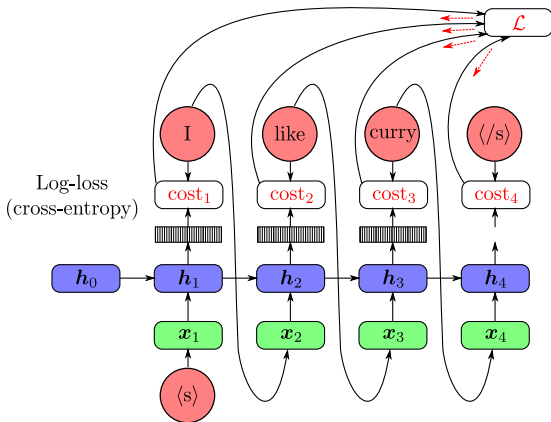 ℒ
I
like
curry
⟨/s⟩
Log-loss
(cross-entropy)
cost₁
cost₂
cost₃
cost₄
h₀
h₁
h₂
h₃
h₄
x₁
x₂
x₃
x₄
⟨s⟩